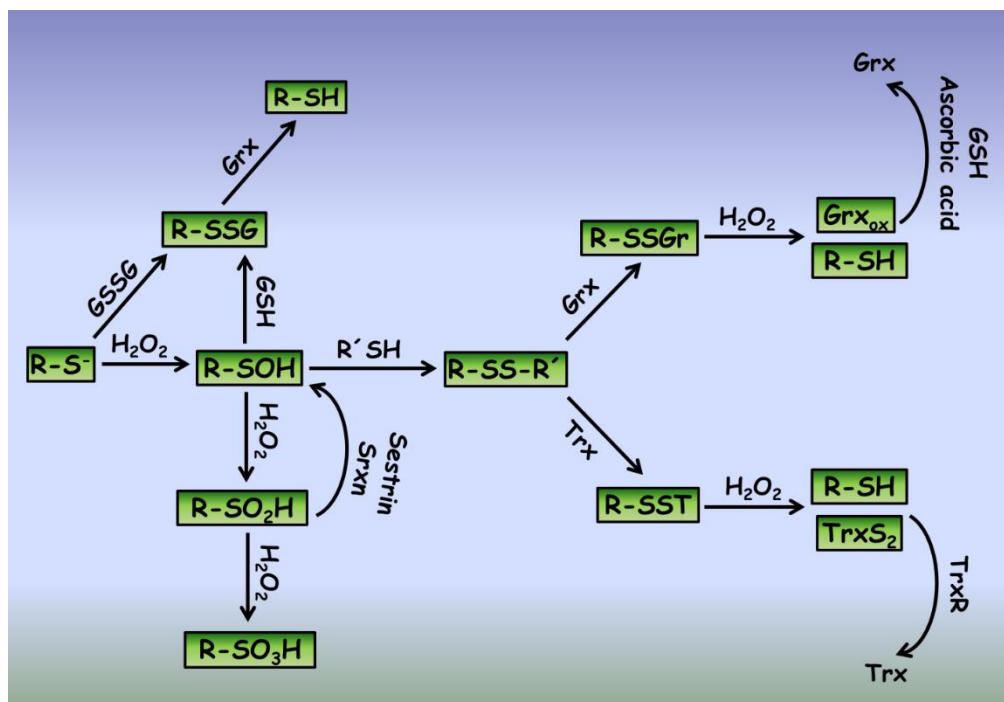 Grx
GSH
Ascorbic acid
R-SH
Grx
R-SSG
R-SSGr
H₂O₂
Grxₒₓ
R-SH
GSSG
GSH
Grx
R-S⁻
H₂O₂
R-SOH
R´SH
R-SS-R´
H₂O₂
Sestrin
Srxn
Trx
R-SO₂H
R-SST
H₂O₂
R-SH
TrxS₂
H₂O₂
TrxR
R-SO₃H
Trx